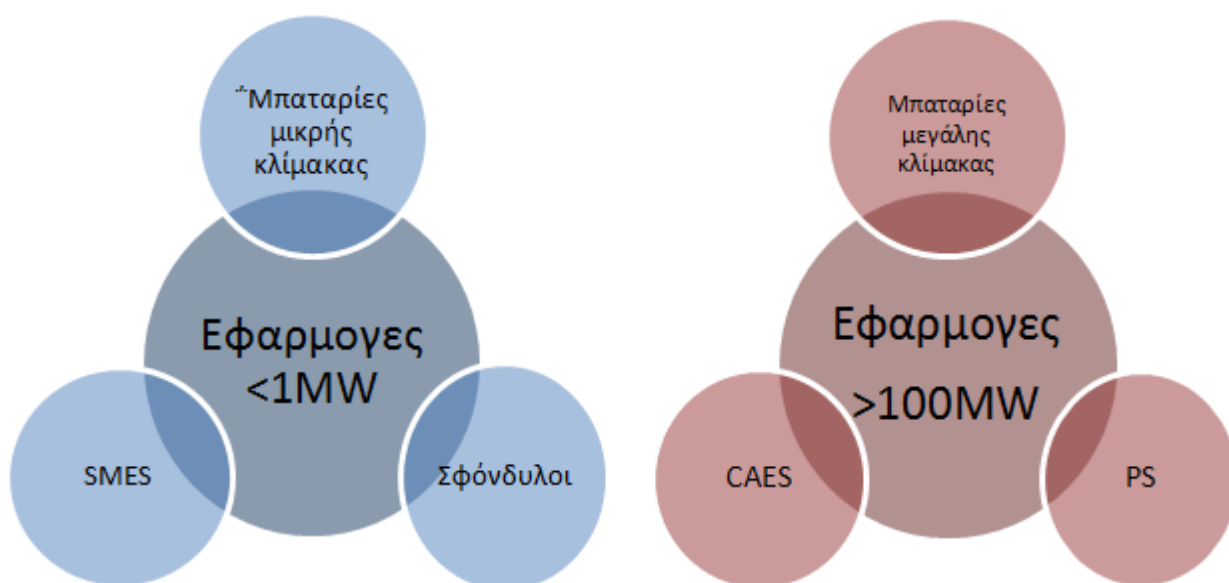 ΅Μπαταρίες
μικρής
κλίμακας
Εφαρμογες
<1MW
SMES
Σφόνδυλοι
Μπαταρίες
μεγάλης
κλίμακας
Εφαρμογες
>100MW
CAES
PS